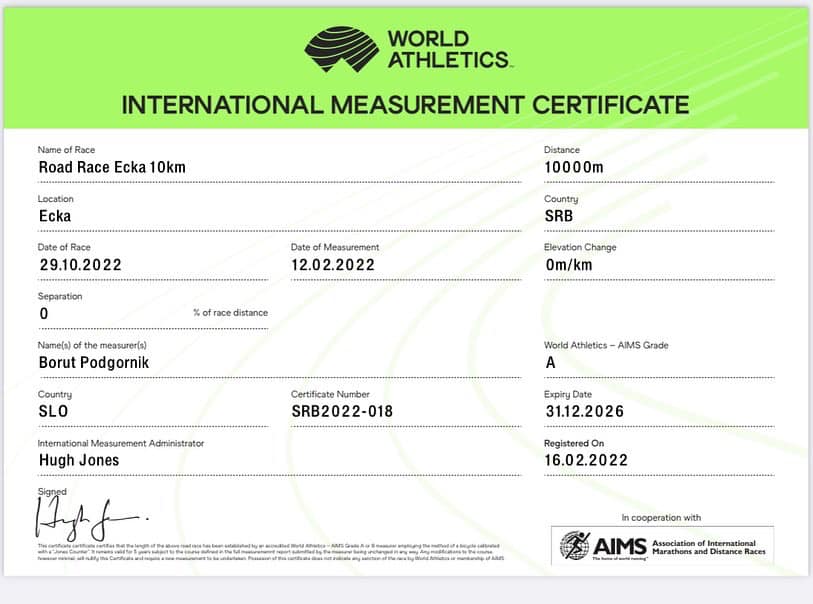 WORLD
ATHLETICS
INTERNATIONAL MEASUREMENT CERTIFICATE
Name of Race
Road Race Ecka 10km
Distance
10000m
Location
Ecka
Country
SRB
Date of Race
29.10.2022
Date of Measurement
12.02.2022
Elevation Change
0m/km
Separation
0 % of race distance
Name(s) of the measurer(s)
Borut Podgornik
World Athletics – AIMS Grade
A
Country
SLO
Certificate Number
SRB2022-018
Expiry Date
31.12.2026
International Measurement Administrator
Hugh Jones
Registered On
16.02.2022
Signed
Hugh Jones
In cooperation with
AIMS
The home of world running
Association of International
Marathons and Distance Races
This certificate certificate certifies that the length of the above road race has been established by an accredited World Athletics – AIMS Grade A or B measurer employing the method of a bicycle calibrated
with a "Jones Counter". It remains valid for 5 years subject to the course defined in the full measurement report submitted by the measurer being unchanged in any way. Any modifications to the course,
however minimal, will nullify this Certificate and require a new measurement to be undertaken. Possession of this certificate does not indicate any sanction of the race by World Athletics or membership of AIMS